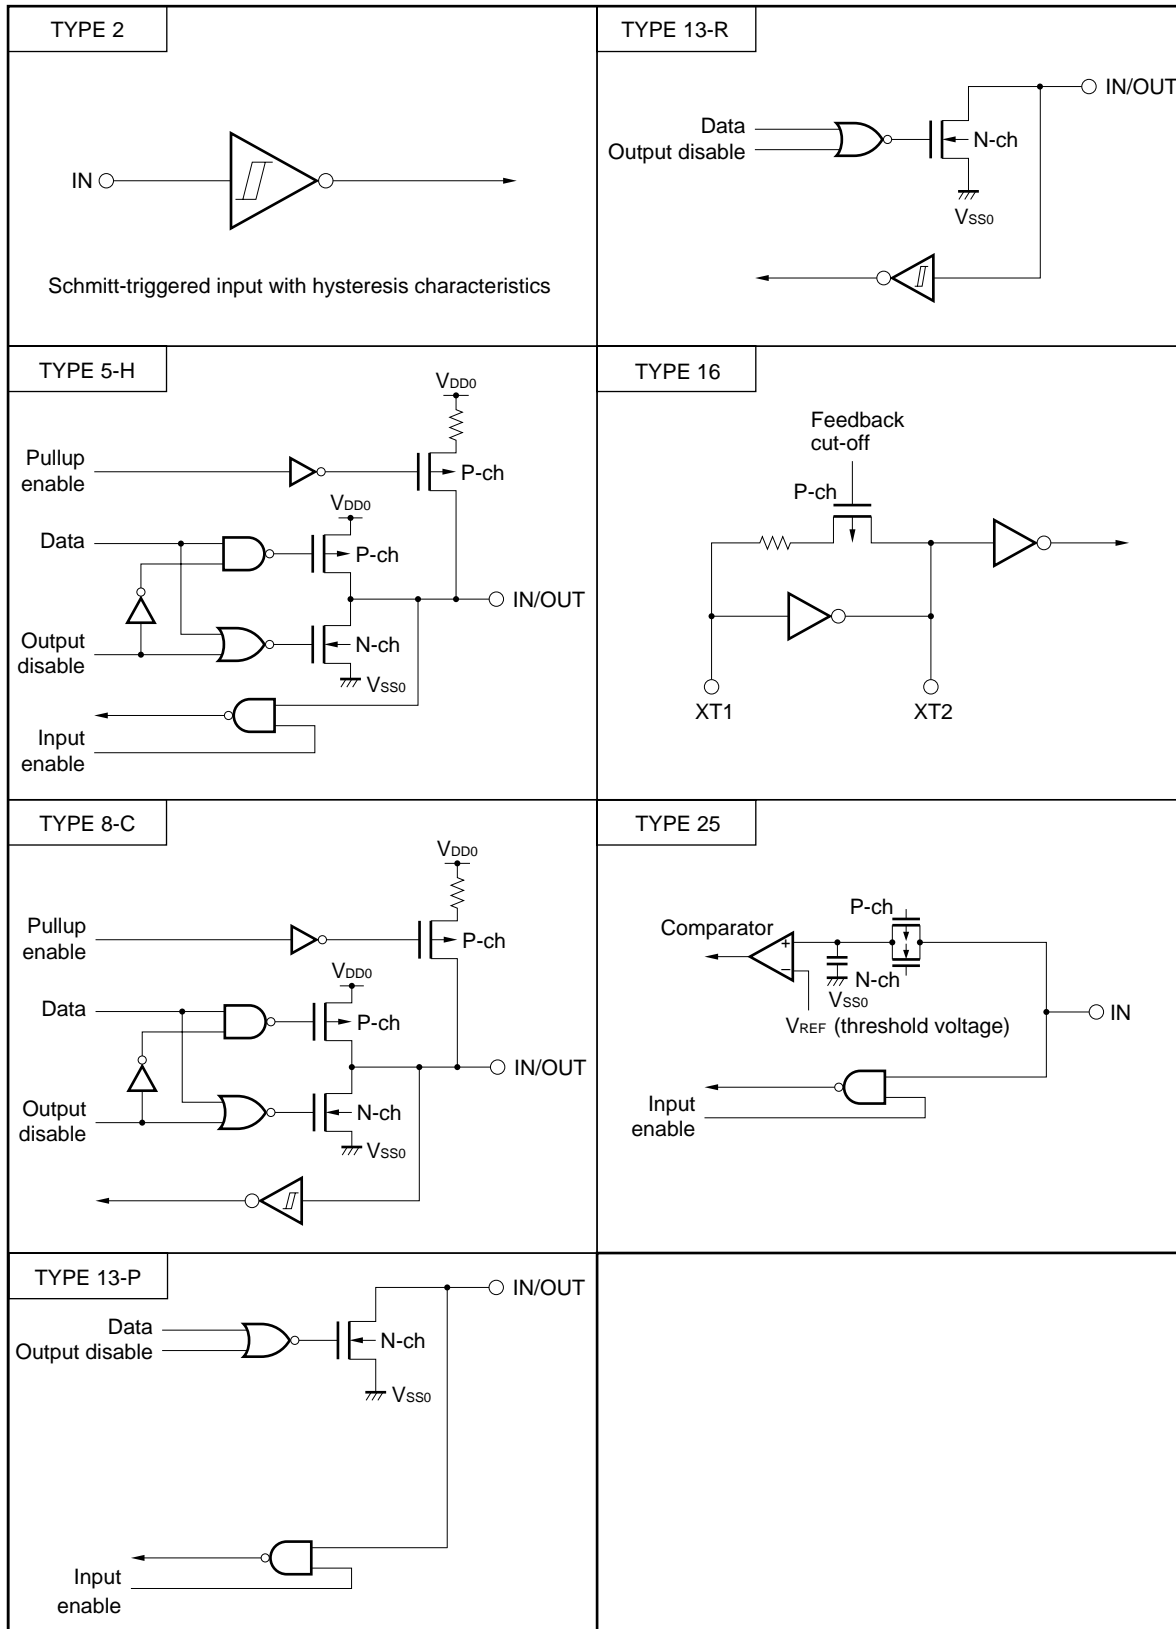 TYPE 2
IN
Schmitt-triggered input with hysteresis characteristics
TYPE 13-R
Data
Output disable
IN/OUT
N-ch
VSS0
TYPE 5-H
VDD0
Pullup
enable
P-ch
VDD0
Data
P-ch
IN/OUT
Output
disable
N-ch
VSS0
Input
enable
TYPE 16
Feedback
cut-off
P-ch
XT1
XT2
TYPE 8-C
VDD0
Pullup
enable
P-ch
VDD0
Data
P-ch
IN/OUT
Output
disable
N-ch
VSS0
TYPE 25
P-ch
Comparator
+
−
N-ch
VSS0
VREF (threshold voltage)
IN
Input
enable
TYPE 13-P
IN/OUT
Data
Output disable
N-ch
VSS0
Input
enable